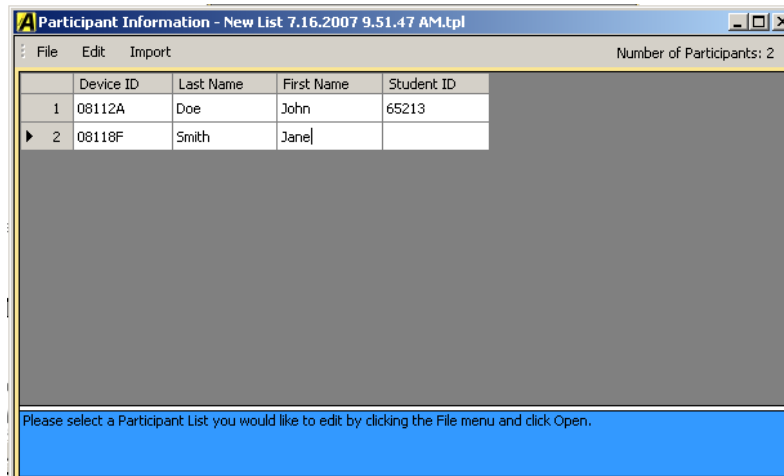 Participant Information - New List 7.16.2007 9.51.47 AM.tpl
File Edit Import Number of Participants: 2
Device ID Last Name First Name Student ID
1 08112A Doe John 65213
2 08118F Smith Jane
Please select a Participant List you would like to edit by clicking the File menu and click Open.